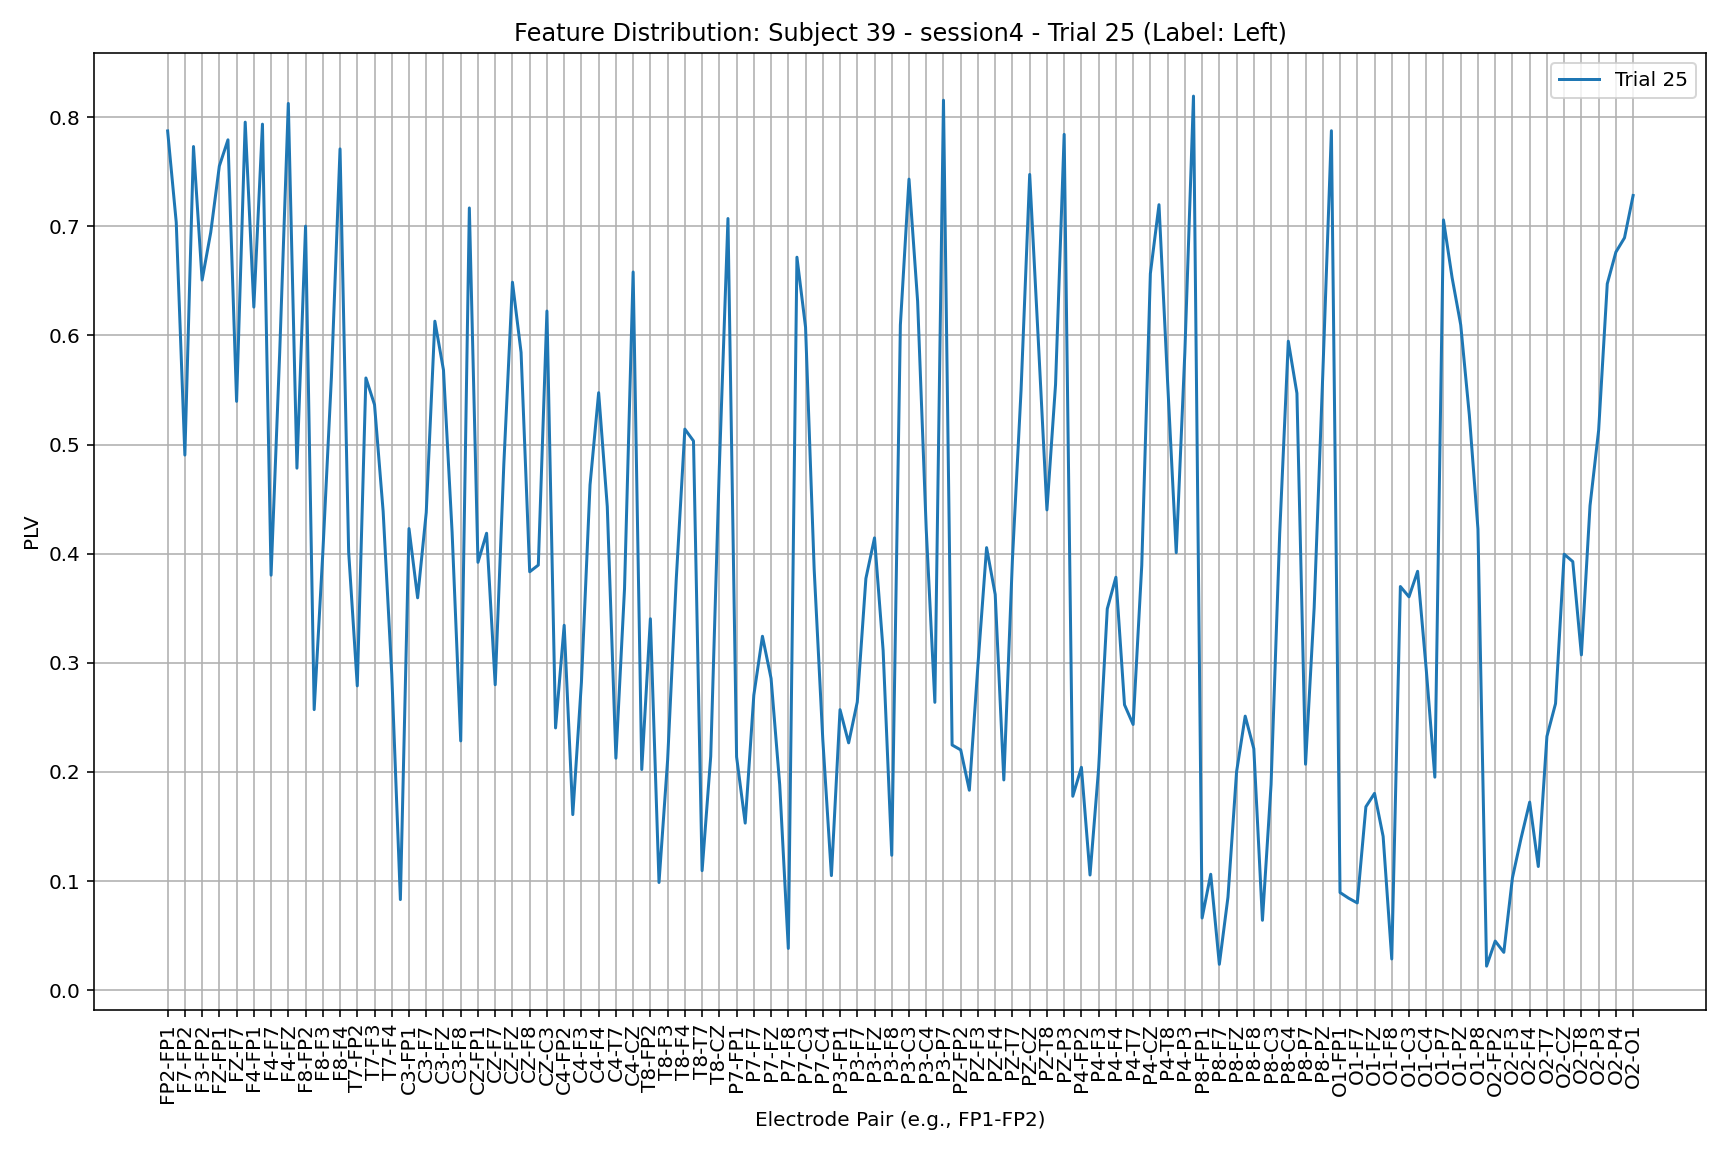 Feature Distribution: Subject 39 - session4 - Trial 25 (Label: Left)
Trial 25
PLV
0.8
0.7
0.6
0.5
0.4
0.3
0.2
0.1
0.0
FP2-FP1
F7-FP2
F3-FP2
FZ-FP1
FZ-F7
F4-FP1
F4-F7
F4-FZ
F8-FP2
F8-F3
F8-F4
T7-FP2
T7-F3
T7-F4
C3-FP1
C3-F7
C3-FZ
C3-F8
CZ-FP1
CZ-F7
CZ-FZ
CZ-F8
CZ-C3
C4-FP2
C4-F3
C4-F4
C4-T7
C4-CZ
T8-FP2
T8-F3
T8-F4
T8-T7
T8-CZ
P7-FP1
P7-F7
P7-FZ
P7-F8
P7-C3
P7-C4
P3-FP1
P3-F7
P3-FZ
P3-F8
P3-C3
P3-C4
P3-P7
PZ-FP2
PZ-F3
PZ-F4
PZ-T7
PZ-CZ
PZ-T8
PZ-P3
P4-FP2
P4-F3
P4-F4
P4-T7
P4-CZ
P4-T8
P4-P3
P8-FP1
P8-F7
P8-FZ
P8-F8
P8-C3
P8-C4
P8-P7
P8-PZ
O1-FP1
O1-F7
O1-FZ
O1-F8
O1-C3
O1-C4
O1-P7
O1-PZ
O1-P8
O2-FP2
O2-F3
O2-F4
O2-T7
O2-CZ
O2-T8
O2-P3
O2-P4
O2-O1
Electrode Pair (e.g., FP1-FP2)